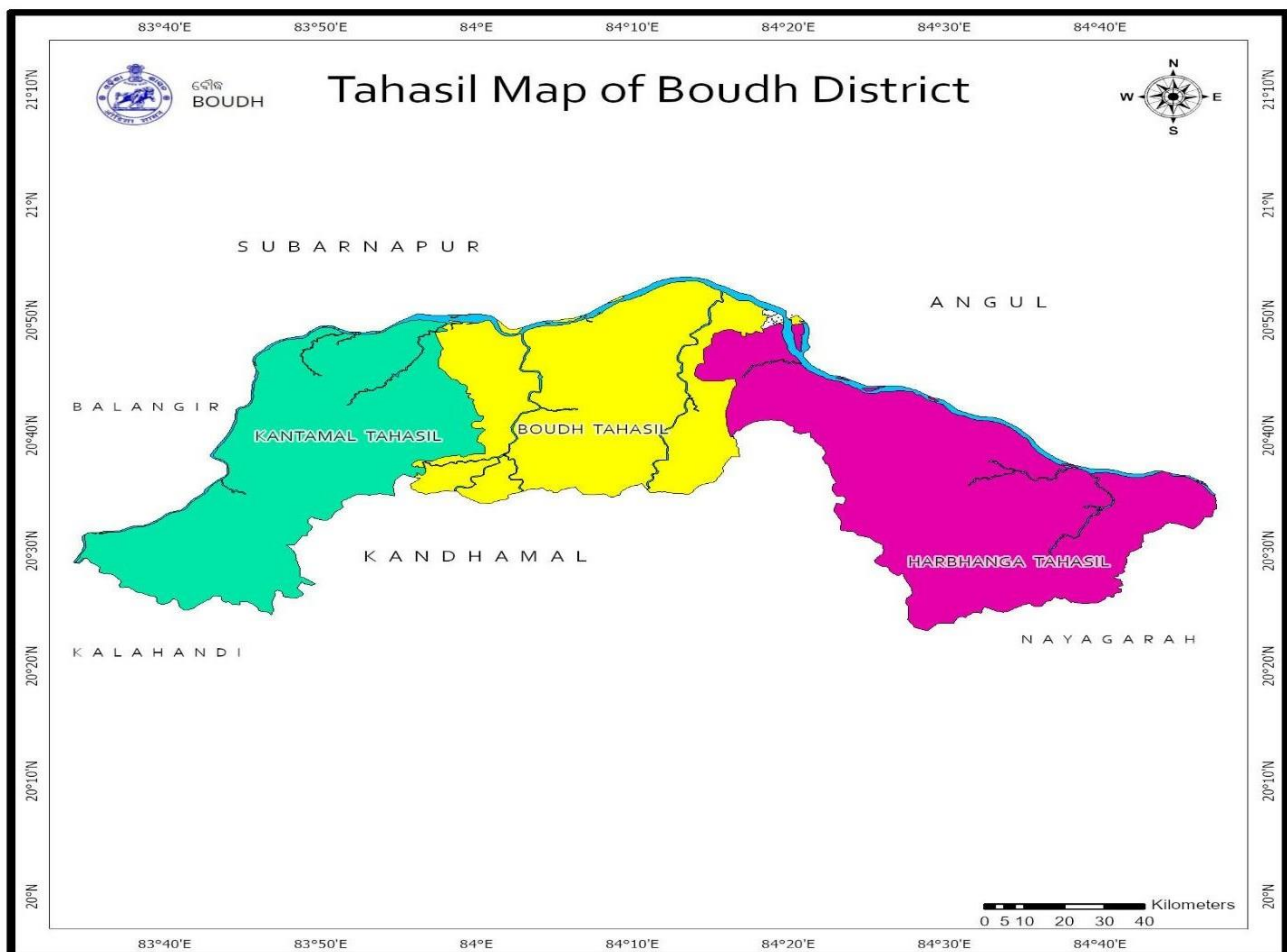 83°40'E 83°50'E 84°E 84°10'E 84°20'E 84°30'E 84°40'E
ବୌଦ୍ଧ
BOUDH
Tahasil Map of Boudh District
N
W E
S
21°10'N 21°10'N
21°N 21°N
SUBARNAPUR
ANGUL
20°50'N 20°50'N
BALANGIR
KANTAMAL TAHASIL
BOUDH TAHASIL
20°40'N 20°40'N
KANDHAMAL
HARBHANGA TAHASIL
20°30'N 20°30'N
KALAHANDI
NAYAGARAH
20°20'N 20°20'N
20°10'N 20°10'N
20°N 20°N
Kilometers
0 5 10 20 30 40
83°40'E 83°50'E 84°E 84°10'E 84°20'E 84°30'E 84°40'E